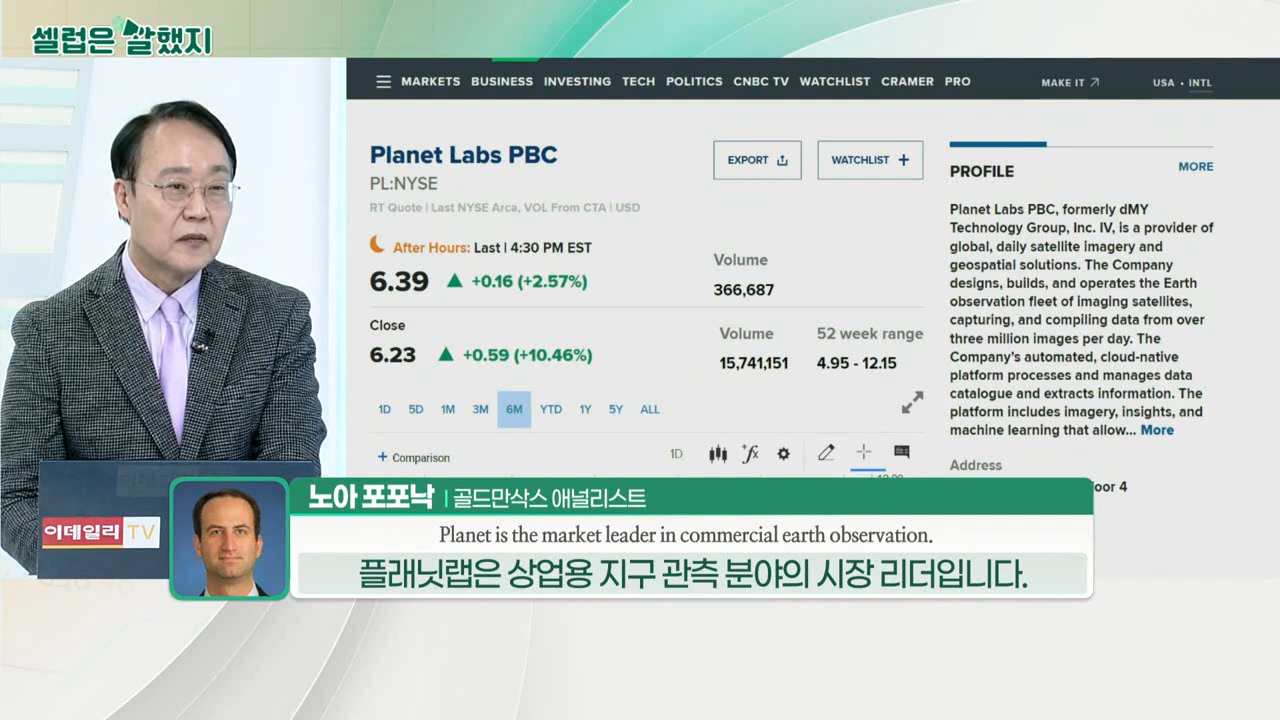 셀럽은 말했지
MARKETS BUSINESS INVESTING TECH POLITICS CNBC TV WATCHLIST CRAMER PRO MAKE IT USA • INTL
Planet Labs PBC
PL:NYSE
RT Quote | Last NYSE Arca, VOL From CTA | USD
EXPORT
WATCHLIST +
After Hours: Last | 4:30 PM EST
6.39 ▲ +0.16 (+2.57%)
Volume
366,687
Close
6.23 ▲ +0.59 (+10.46%)
Volume
15,741,151
52 week range
4.95 - 12.15
1D 5D 1M 3M 6M YTD 1Y 5Y ALL
+ Comparison
1D
PROFILE
MORE
Planet Labs PBC, formerly dMY
Technology Group, Inc. IV, is a provider of
global, daily satellite imagery and
geospatial solutions. The Company
designs, builds, and operates the Earth
observation fleet of imaging satellites,
capturing, and compiling data from over
three million images per day. The
Company's automated, cloud-native
platform processes and manages data
catalogue and extracts information. The
platform includes imagery, insights, and
machine learning that allow... More
Address
이데일리 TV
노아 포포낙 | 골드만삭스 애널리스트
Planet is the market leader in commercial earth observation.
플래닛랩은 상업용 지구 관측 분야의 시장 리더입니다.